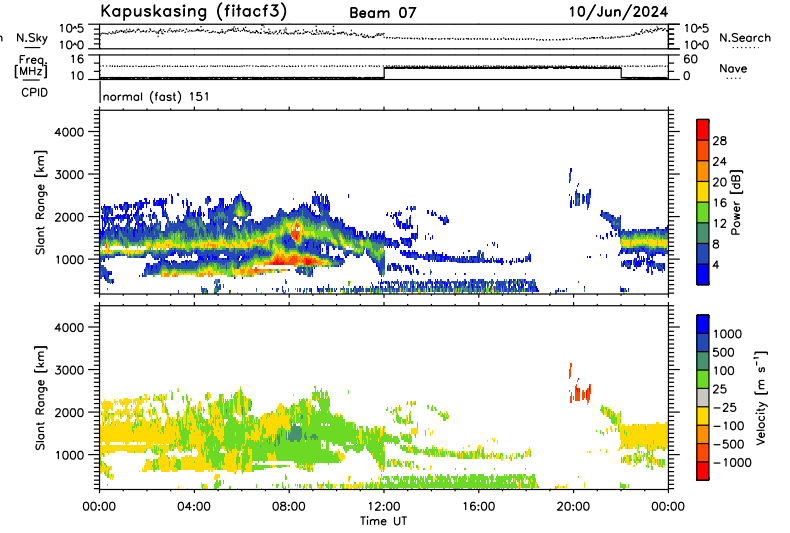 Kapuskasing (fitacf3) Beam 07 10/Jun/2024
N.Sky 10^5 10^5 N.Search
10^0 10^0
Freq. 16 60 Nave
[MHz] 10 0
CPID normal (fast) 151
Slant Range [km]
4000
3000
2000
1000
Power [dB]
28
24
20
16
12
8
4
Slant Range [km]
4000
3000
2000
1000
Velocity [m s⁻¹]
1000
500
100
25
-25
-100
-500
-1000
00:00 04:00 08:00 12:00 16:00 20:00 00:00
Time UT